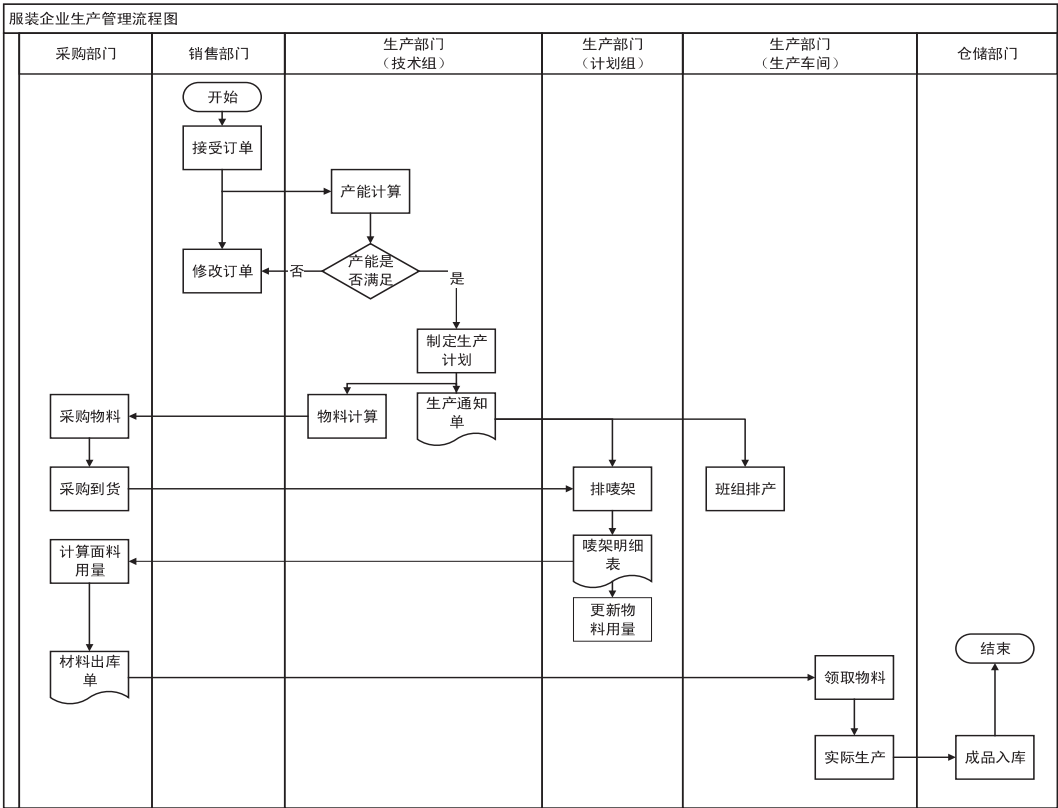 服装企业生产管理流程图
采购部门
销售部门
生产部门
（技术组）
生产部门
（计划组）
生产部门
（生产车间）
仓储部门
开始
接受订单
产能计算
修改订单
否
产能是
否满足
是
制定生产
计划
采购物料
物料计算
生产通知
单
采购到货
排唛架
班组排产
计算面料
用量
唛架明细
表
更新物
料用量
材料出库
单
领取物料
结束
实际生产
成品入库